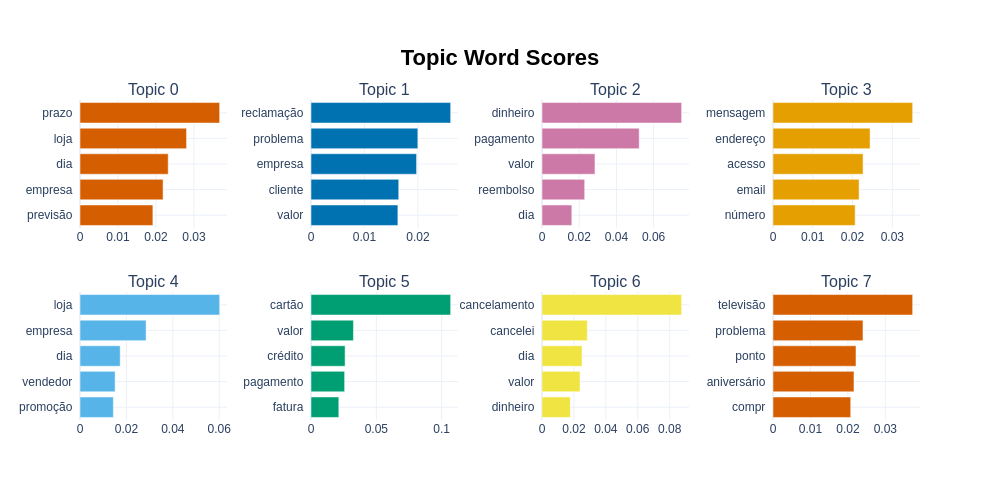 Topic Word Scores
Topic 0
prazo
loja
dia
empresa
previsão
0 0.01 0.02 0.03
Topic 1
reclamação
problema
empresa
cliente
valor
0 0.01 0.02
Topic 2
dinheiro
pagamento
valor
reembolso
dia
0 0.02 0.04 0.06
Topic 3
mensagem
endereço
acesso
email
número
0 0.01 0.02 0.03
Topic 4
loja
empresa
dia
vendedor
promoção
0 0.02 0.04 0.06
Topic 5
cartão
valor
crédito
pagamento
fatura
0 0.05 0.1
Topic 6
cancelamento
cancelei
dia
valor
dinheiro
0 0.02 0.04 0.06 0.08
Topic 7
televisão
problema
ponto
aniversário
compr
0 0.01 0.02 0.03